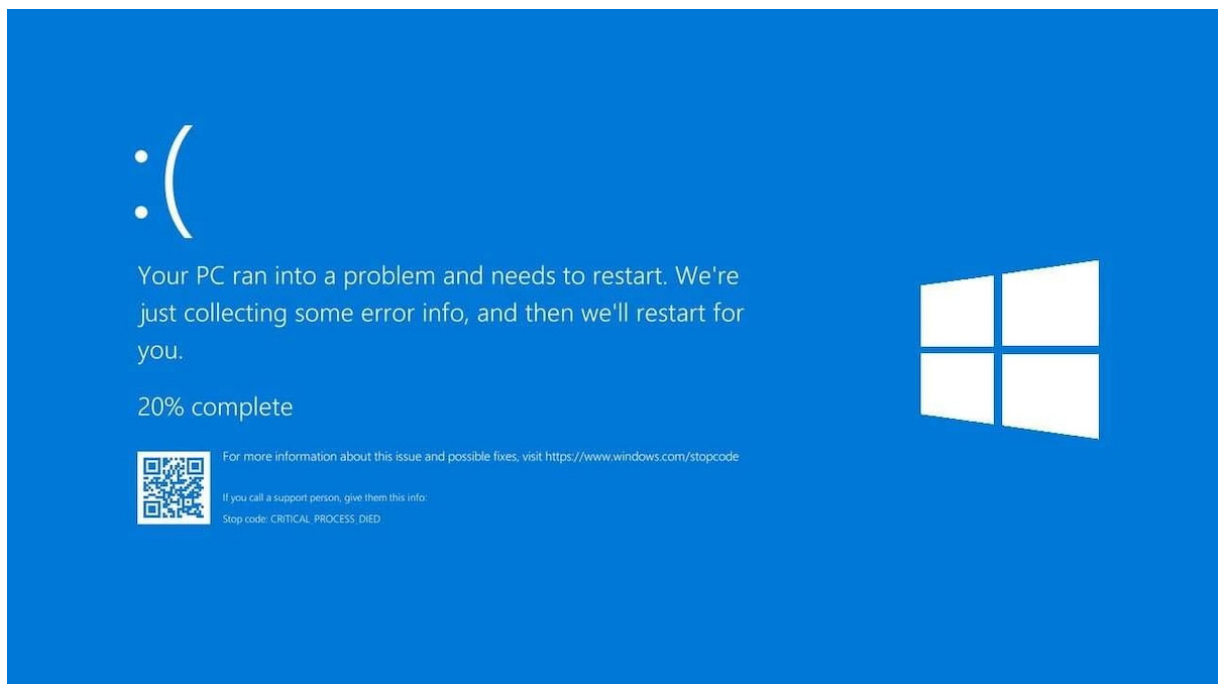 :(
Your PC ran into a problem and needs to restart. We're
just collecting some error info, and then we'll restart for
you.
20% complete
For more information about this issue and possible fixes, visit https://www.windows.com/stopcode
If you call a support person, give them this info:
Stop code: CRITICAL_PROCESS_DIED